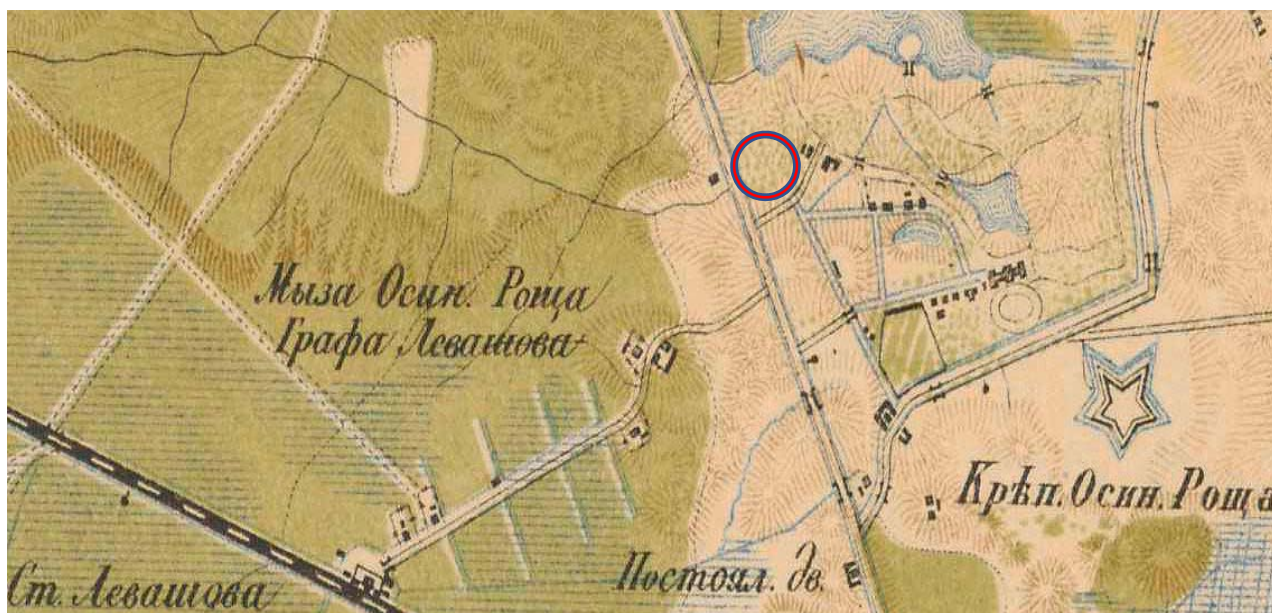 Мыза Осин. Роща
Графа Левашова
Крѣп. Осин. Роща
Постоял. дв.
Ст. Левашова